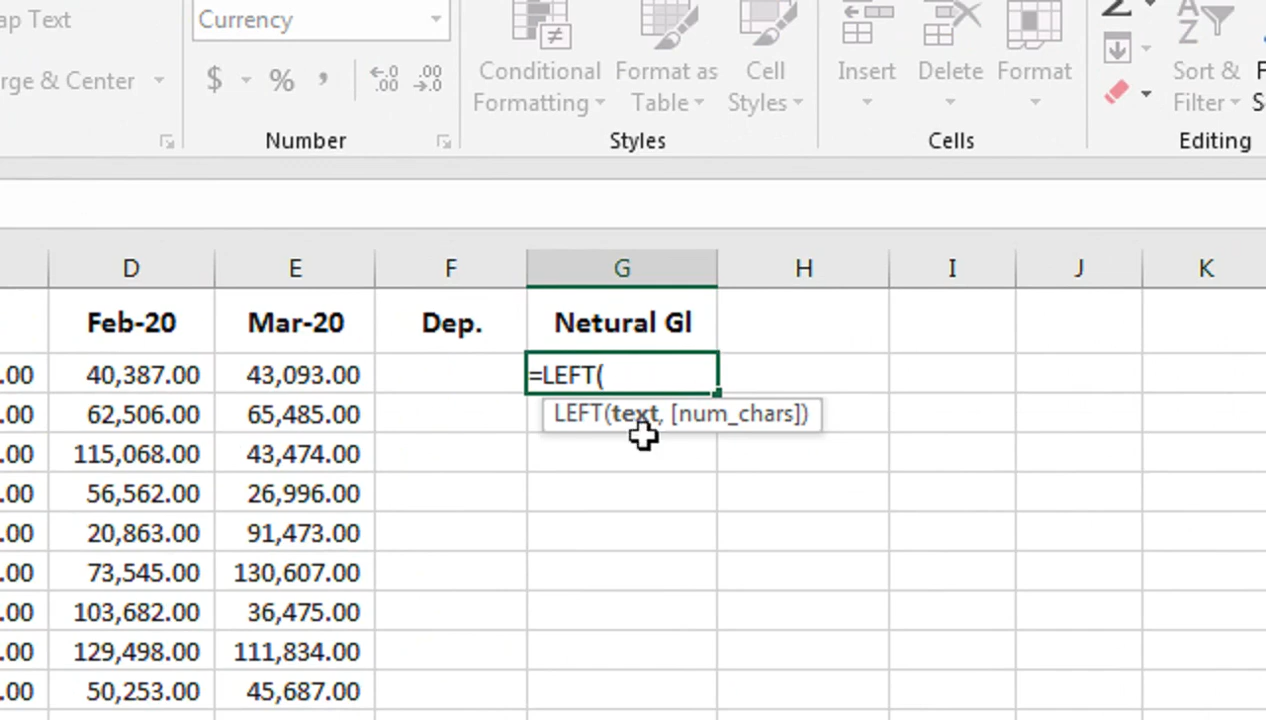 ap Text
Currency
rge & Center
$ % , ←.0 .00 .00 →.0
Conditional Formatting
Format as Table
Cell Styles
Insert
Delete
Format
Sort & Filter
F
S
Number
Styles
Cells
Editing
D E F G H I J K
Feb-20 Mar-20 Dep. Netural Gl
.00 40,387.00 43,093.00 =LEFT(
.00 62,506.00 65,485.00 LEFT(text, [num_chars])
.00 115,068.00 43,474.00
.00 56,562.00 26,996.00
.00 20,863.00 91,473.00
.00 73,545.00 130,607.00
.00 103,682.00 36,475.00
.00 129,498.00 111,834.00
.00 50,253.00 45,687.00